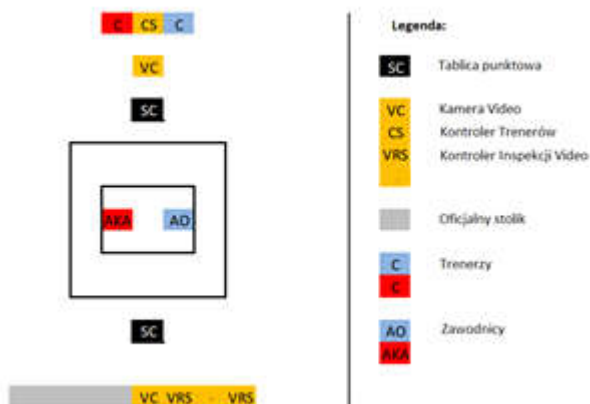 C CS C
VC
SC
AKA AO
SC
VC VRS - VRS
Legenda:
SC Tablica punktowa
VC Kamera Video
CS Kontroler Trenerów
VRS Kontroler Inspekcji Video
Oficjalny stolik
C Trenerzy
C
AO Zawodnicy
AKA